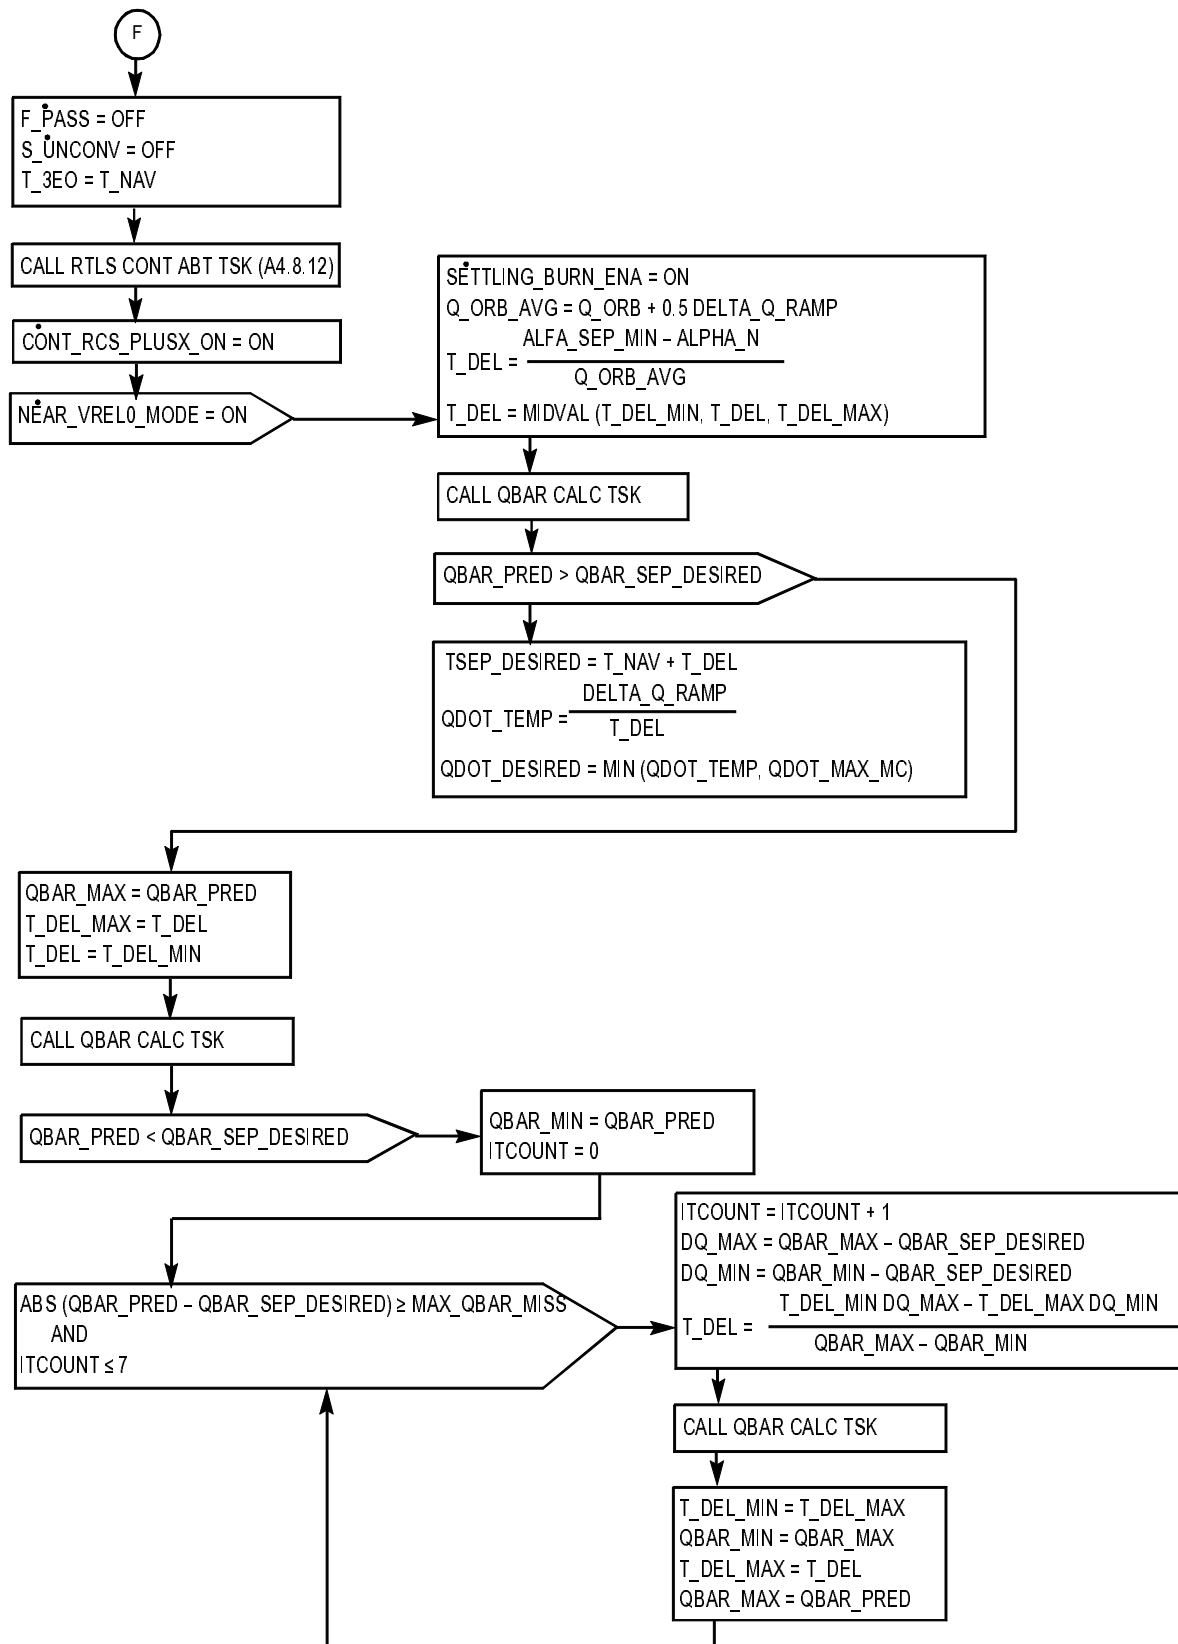 F
F_PASS = OFF
S_UNCONV = OFF
T_3EO = T_NAV
CALL RTLS CONT ABT TSK (A4.8.12)
CONT_RCS_PLUSX_ON = ON
NEAR_VREL0_MODE = ON
SETTLING_BURN_ENA = ON
Q_ORB_AVG = Q_ORB + 0.5 DELTA_Q_RAMP
ALFA_SEP_MIN – ALPHA_N
T_DEL =
Q_ORB_AVG
T_DEL = MIDVAL (T_DEL_MIN, T_DEL, T_DEL_MAX)
CALL QBAR CALC TSK
QBAR_PRED > QBAR_SEP_DESIRED
TSEP_DESIRED = T_NAV + T_DEL
DELTA_Q_RAMP
QDOT_TEMP =
T_DEL
QDOT_DESIRED = MIN (QDOT_TEMP, QDOT_MAX_MC)
QBAR_MAX = QBAR_PRED
T_DEL_MAX = T_DEL
T_DEL = T_DEL_MIN
CALL QBAR CALC TSK
QBAR_PRED < QBAR_SEP_DESIRED
QBAR_MIN = QBAR_PRED
ITCOUNT = 0
ABS (QBAR_PRED – QBAR_SEP_DESIRED) ≥ MAX_QBAR_MISS
AND
ITCOUNT ≤ 7
ITCOUNT = ITCOUNT + 1
DQ_MAX = QBAR_MAX – QBAR_SEP_DESIRED
DQ_MIN = QBAR_MIN – QBAR_SEP_DESIRED
T_DEL_MIN DQ_MAX – T_DEL_MAX DQ_MIN
T_DEL =
QBAR_MAX – QBAR_MIN
CALL QBAR CALC TSK
T_DEL_MIN = T_DEL_MAX
QBAR_MIN = QBAR_MAX
T_DEL_MAX = T_DEL
QBAR_MAX = QBAR_PRED